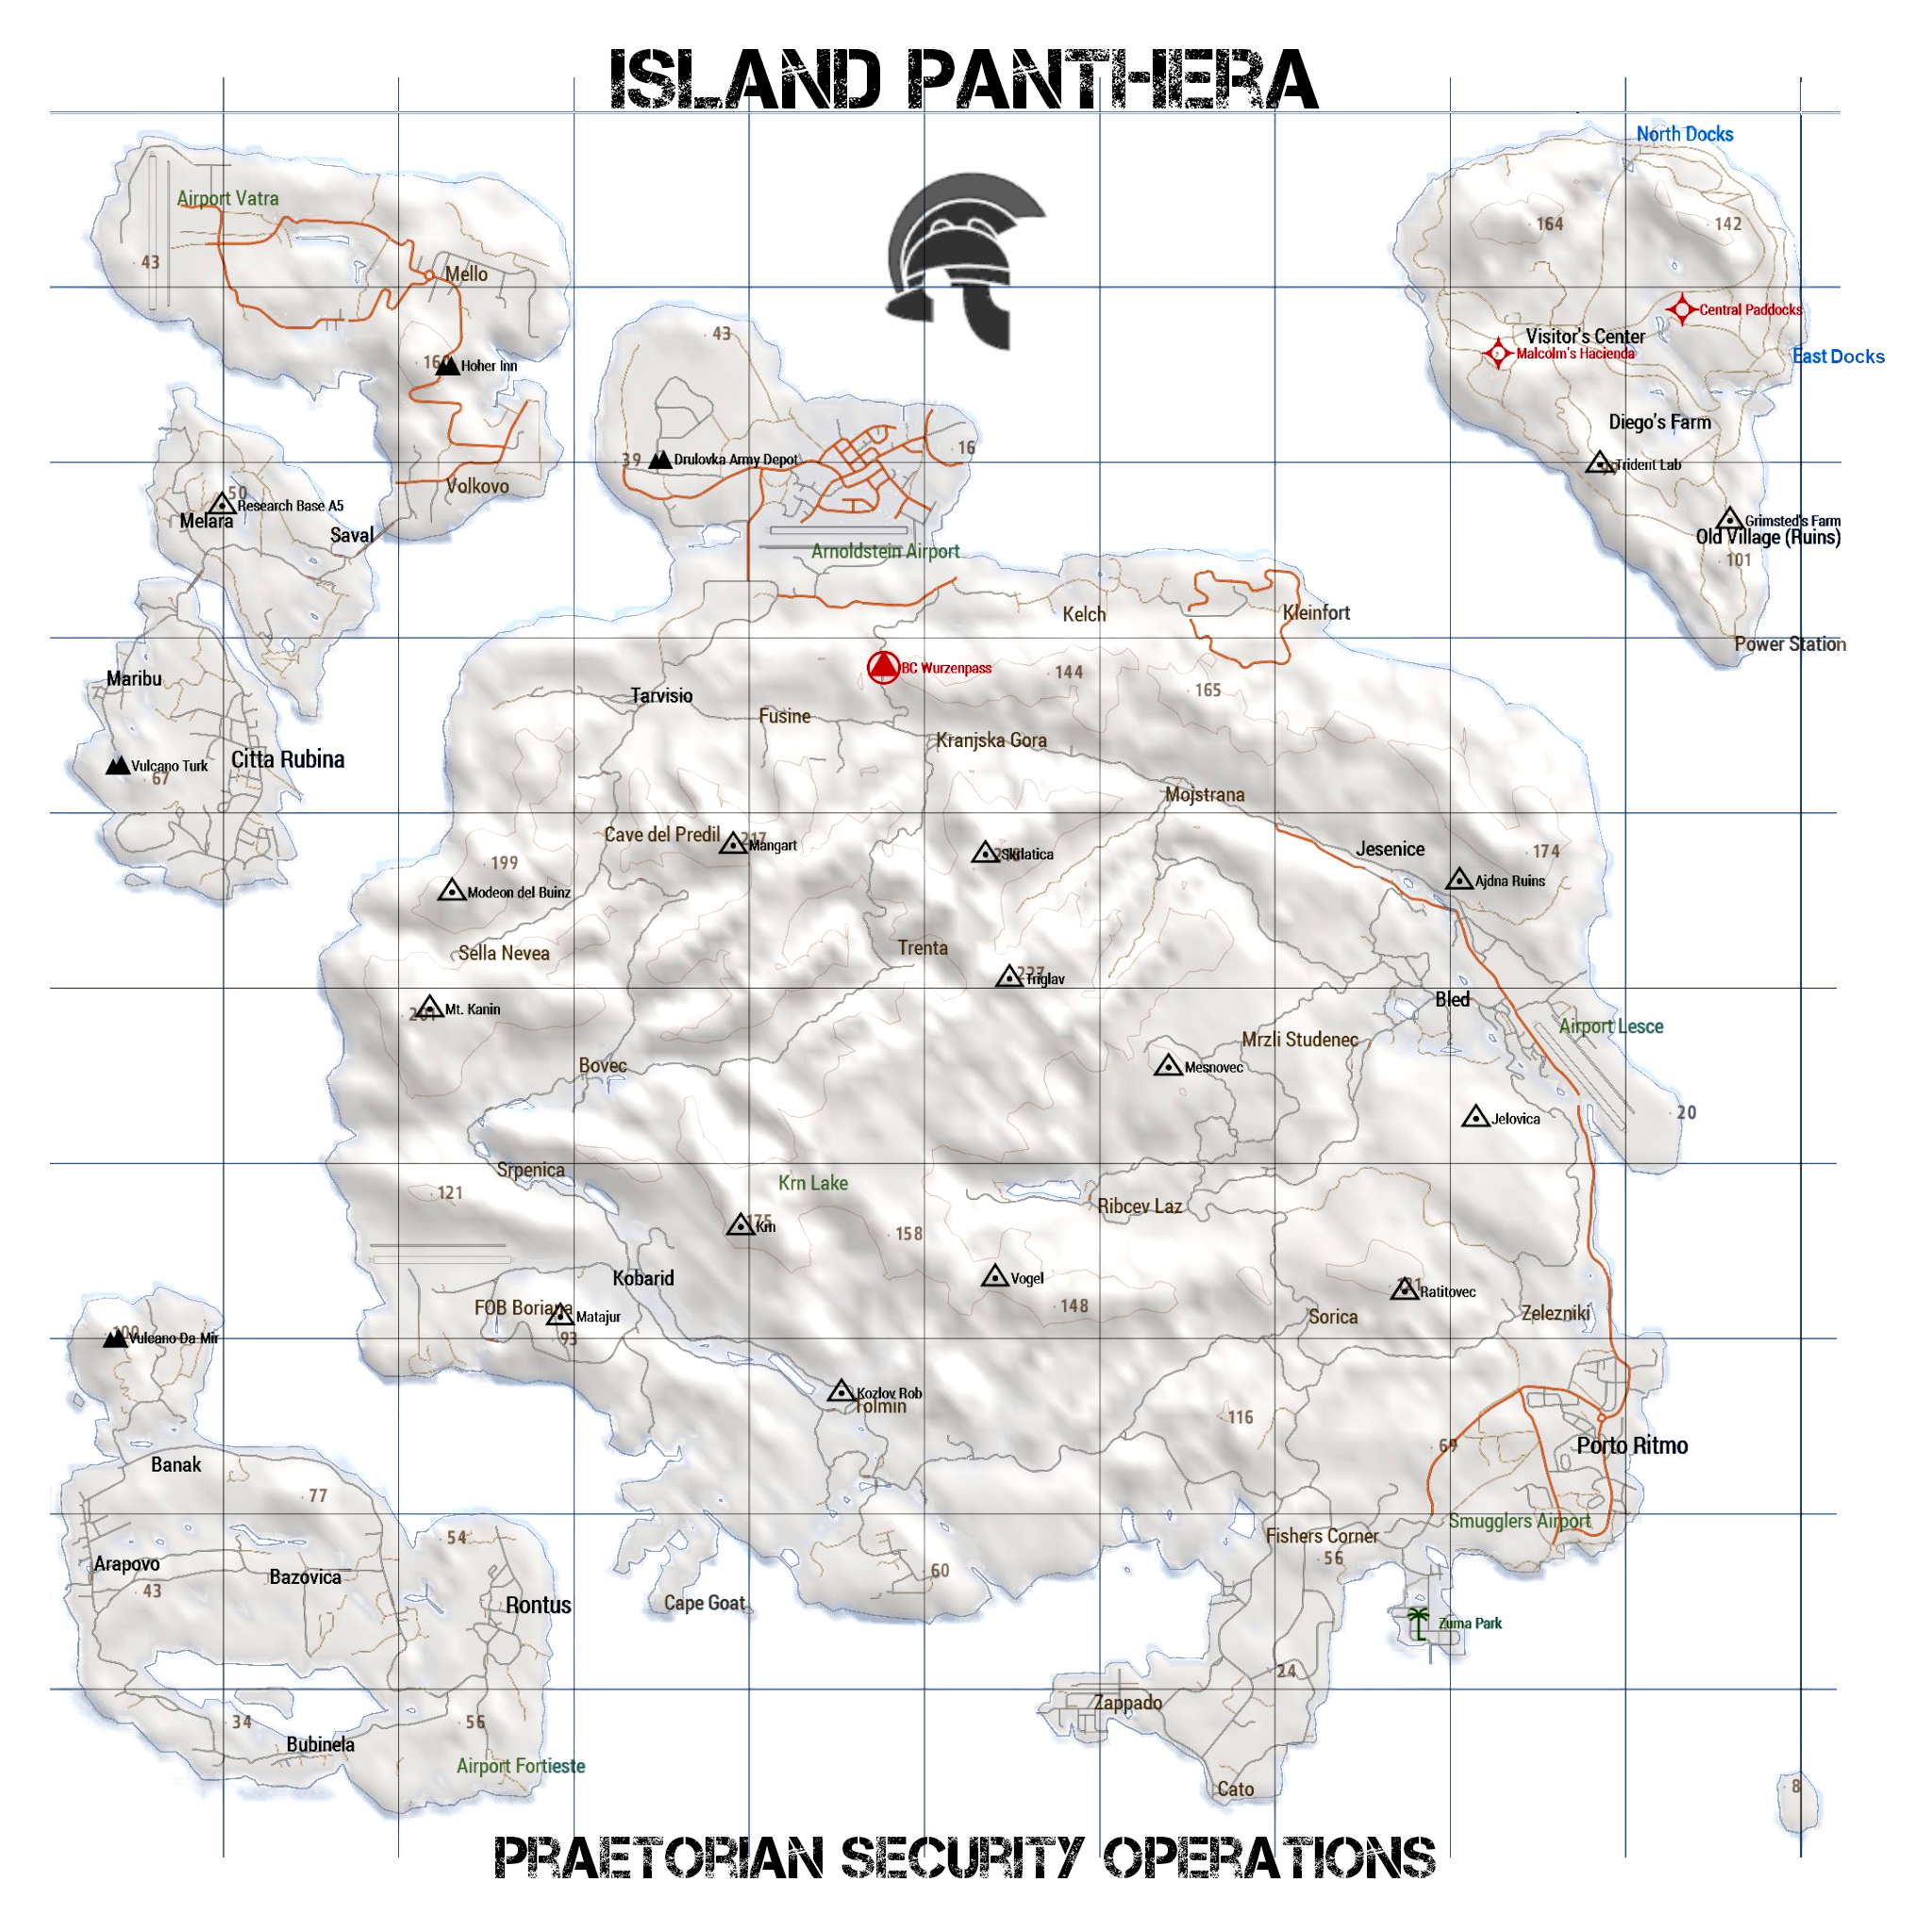 ISLAND PANTHERA
North Docks
Airport Vatra
164
142
43
Mello
Central Paddocks
43
Visitor's Center
Malcolm's Hacienda
East Docks
Hoher Inn
Diego's Farm
16
39
Drulovka Army Depot
Trident Lab
Volkovo
50
Research Base A5
Melara
Saval
Grimsted's Farm
Old Village (Ruins)
Arnoldstein Airport
101
Kelch
Kleinfort
Power Station
BC Wurzenpass
144
Maribu
165
Tarvisio
Fusine
Kranjska Gora
Citta Rubina
Vulcano Turk
67
Mojstrana
Cave del Predil
217
Mangart
Jesenice
174
Skrlatica
199
Ajdna Ruins
Modeon del Buinz
Trenta
Sella Nevea
227
Triglav
Bled
Mt. Kanin
Airport Lesce
Mrzli Studenec
Bovec
Mesnovec
20
Jelovica
Srpenica
Krn Lake
121
Ribcev Laz
175
Krn
158
Kobarid
Vogel
Ratitovec
FOB Boriana
148
Matajur
Sorica
Zelezniki
93
100
Vulcano Da Mir
Kozlov Rob
Tolmin
116
69
Porto Ritmo
Banak
77
Smugglers Airport
54
Fishers Corner
56
Arapovo
60
Bazovica
43
Cape Goat
Rontus
Zuma Park
24
Zappado
34
56
Bubinela
Airport Fortieste
Cato
8
PRAETORIAN SECURITY OPERATIONS